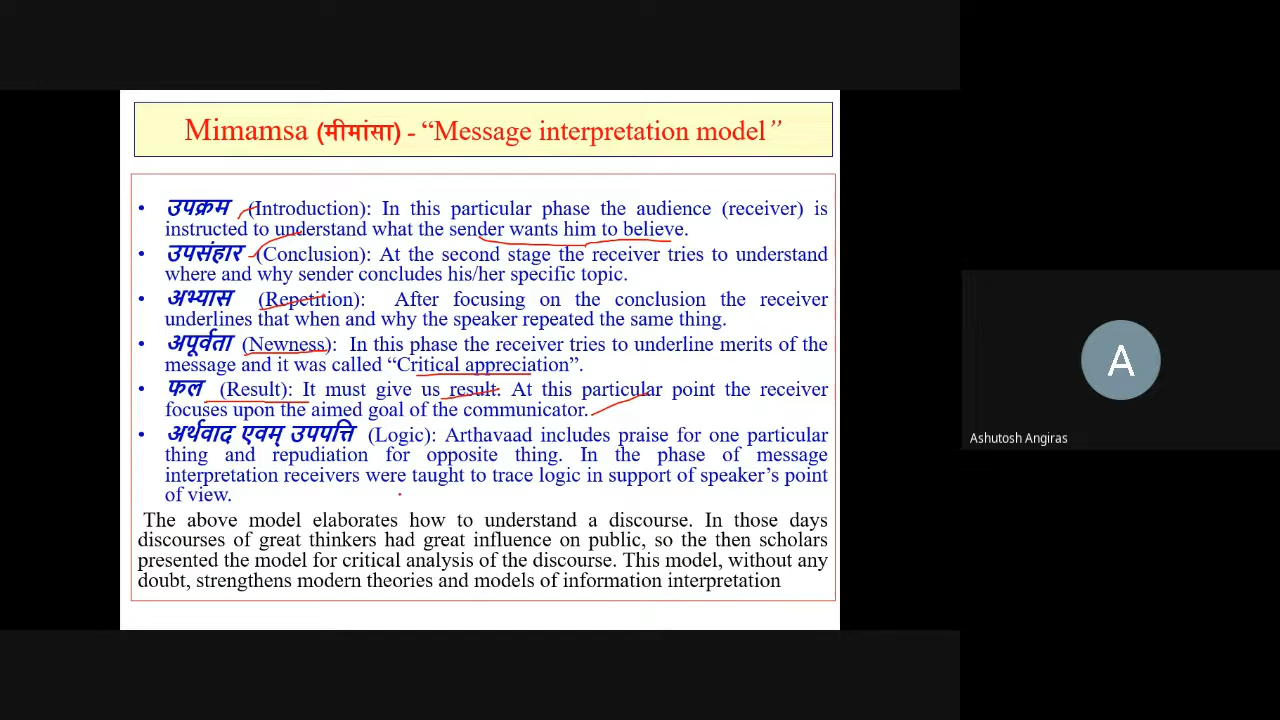 Mimamsa (मीमांसा) - “Message interpretation model”
• उपक्रम (Introduction): In this particular phase the audience (receiver) is
instructed to understand what the sender wants him to believe.
• उपसंहार (Conclusion): At the second stage the receiver tries to understand
where and why sender concludes his/her specific topic.
• अभ्यास (Repetition): After focusing on the conclusion the receiver
underlines that when and why the speaker repeated the same thing.
• अपूर्वता (Newness): In this phase the receiver tries to underline merits of the
message and it was called “Critical appreciation”.
• फल (Result): It must give us result. At this particular point the receiver
focuses upon the aimed goal of the communicator.
• अर्थवाद एवम् उपपत्ति (Logic): Arthavaad includes praise for one particular
thing and repudiation for opposite thing. In the phase of message
interpretation receivers were taught to trace logic in support of speaker’s point
of view.
The above model elaborates how to understand a discourse. In those days
discourses of great thinkers had great influence on public, so the then scholars
presented the model for critical analysis of the discourse. This model, without any
doubt, strengthens modern theories and models of information interpretation
A
Ashutosh Angiras